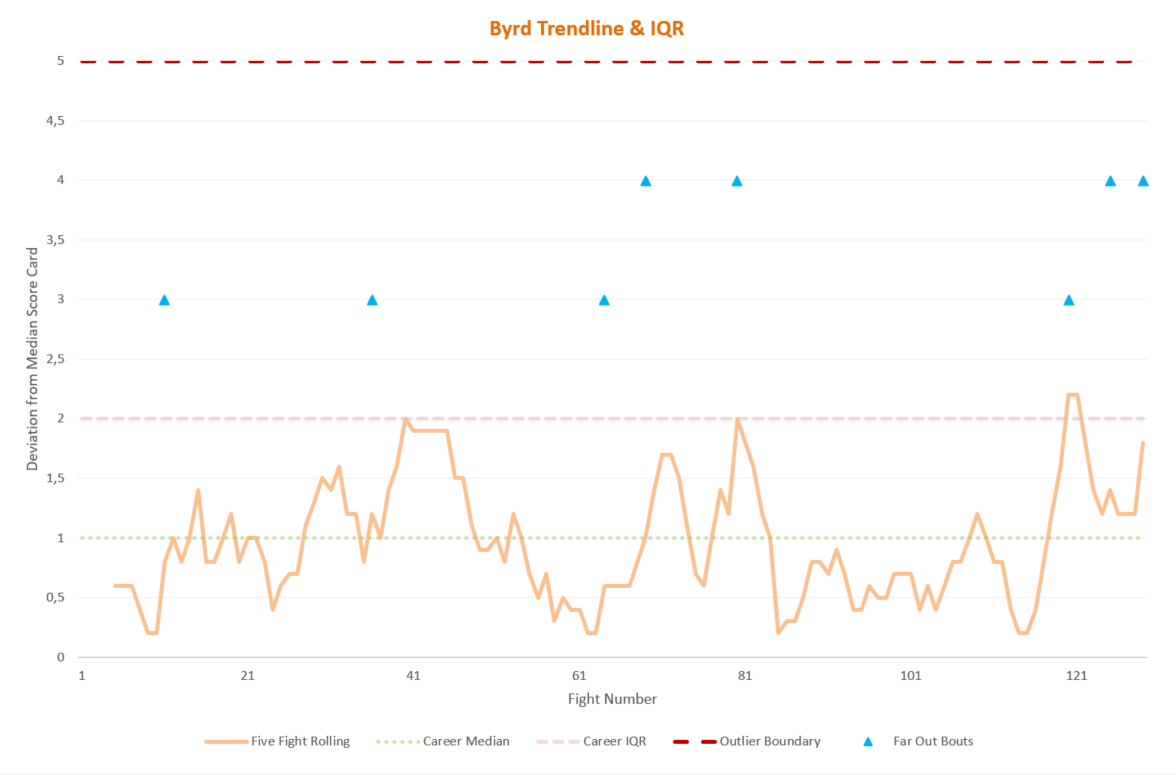 Byrd Trendline & IQR
5
4,5
4
3,5
3
2,5
2
1,5
1
0,5
0
Deviation from Median Score Card
1 21 41 61 81 101 121
Fight Number
Five Fight Rolling Career Median Career IQR Outlier Boundary Far Out Bouts